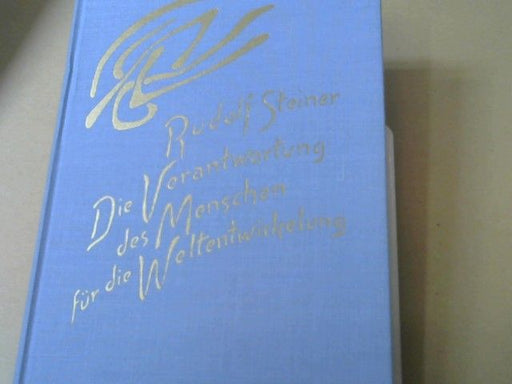 Rudolf Steiner
Die Verantwortung
des Menschen
für die Weltentwickelung